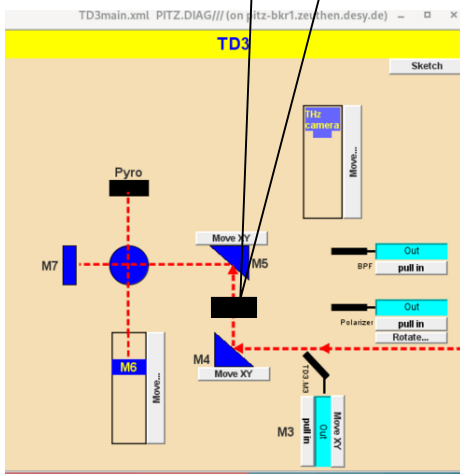 TD3main.xml PITZ.DIAG/// (on pitz-bkr1.zeuthen.desy.de)
TD3
Sketch
THz
camera
Move...
Pyro
Move XY
M7
M5
Out
BPF
pull in
Out
Polarizer
pull in
Rotate...
M4
M6
Move XY
Move...
TD3 M3
M3
pull in
Out
Move XY